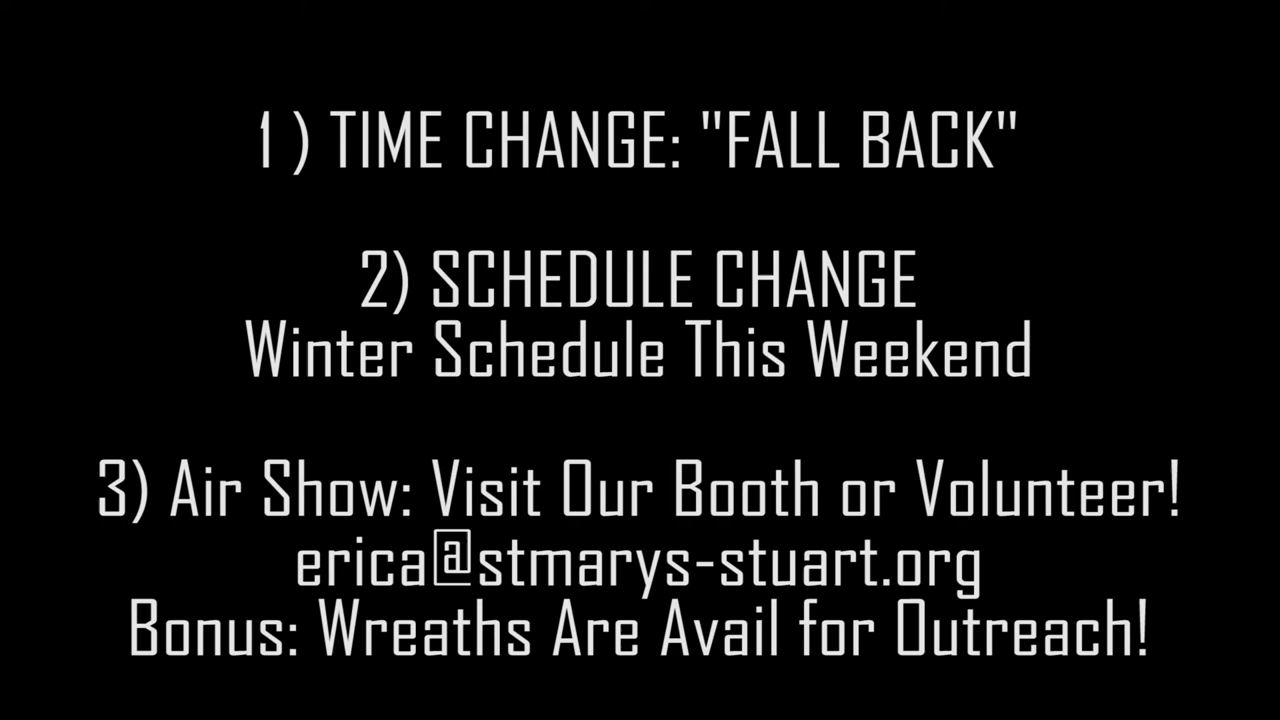 1) TIME CHANGE: "FALL BACK"
2) SCHEDULE CHANGE
Winter Schedule This Weekend
3) Air Show: Visit Our Booth or Volunteer!
erica@stmarys-stuart.org
Bonus: Wreaths Are Avail for Outreach!